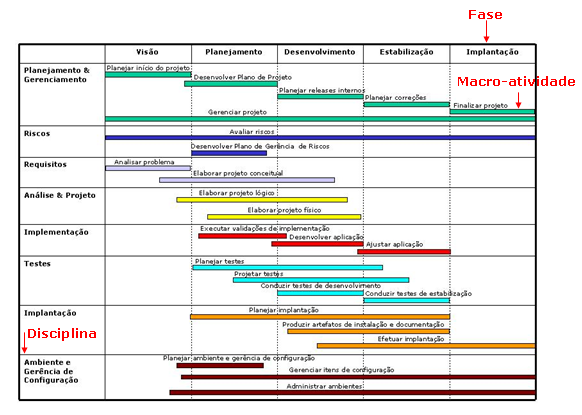 Fase
Visão Planejamento Desenvolvimento Estabilização Implantação
Planejamento &
Gerenciamento
Planejar início do projeto
Desenvolver Plano de Projeto
Planejar releases internos
Planejar correções
Macro-atividade
Finalizar projeto
Gerenciar projeto
Riscos
Avaliar riscos
Desenvolver Plano de Gerência de Riscos
Requisitos
Analisar problema
Elaborar projeto conceitual
Análise & Projeto
Elaborar projeto lógico
Elaborar projeto físico
Implementação
Executar validações de implementação
Desenvolver aplicação
Ajustar aplicação
Testes
Planejar testes
Projetar testes
Conduzir testes de desenvolvimento
Conduzir testes de estabilização
Implantação
Planejar implantação
Produzir artefatos de instalação e documentação
Efetuar implantação
Disciplina
Ambiente e
Gerência de
Configuração
Planejar ambiente e gerência de configuração
Gerenciar itens de configuração
Administrar ambientes